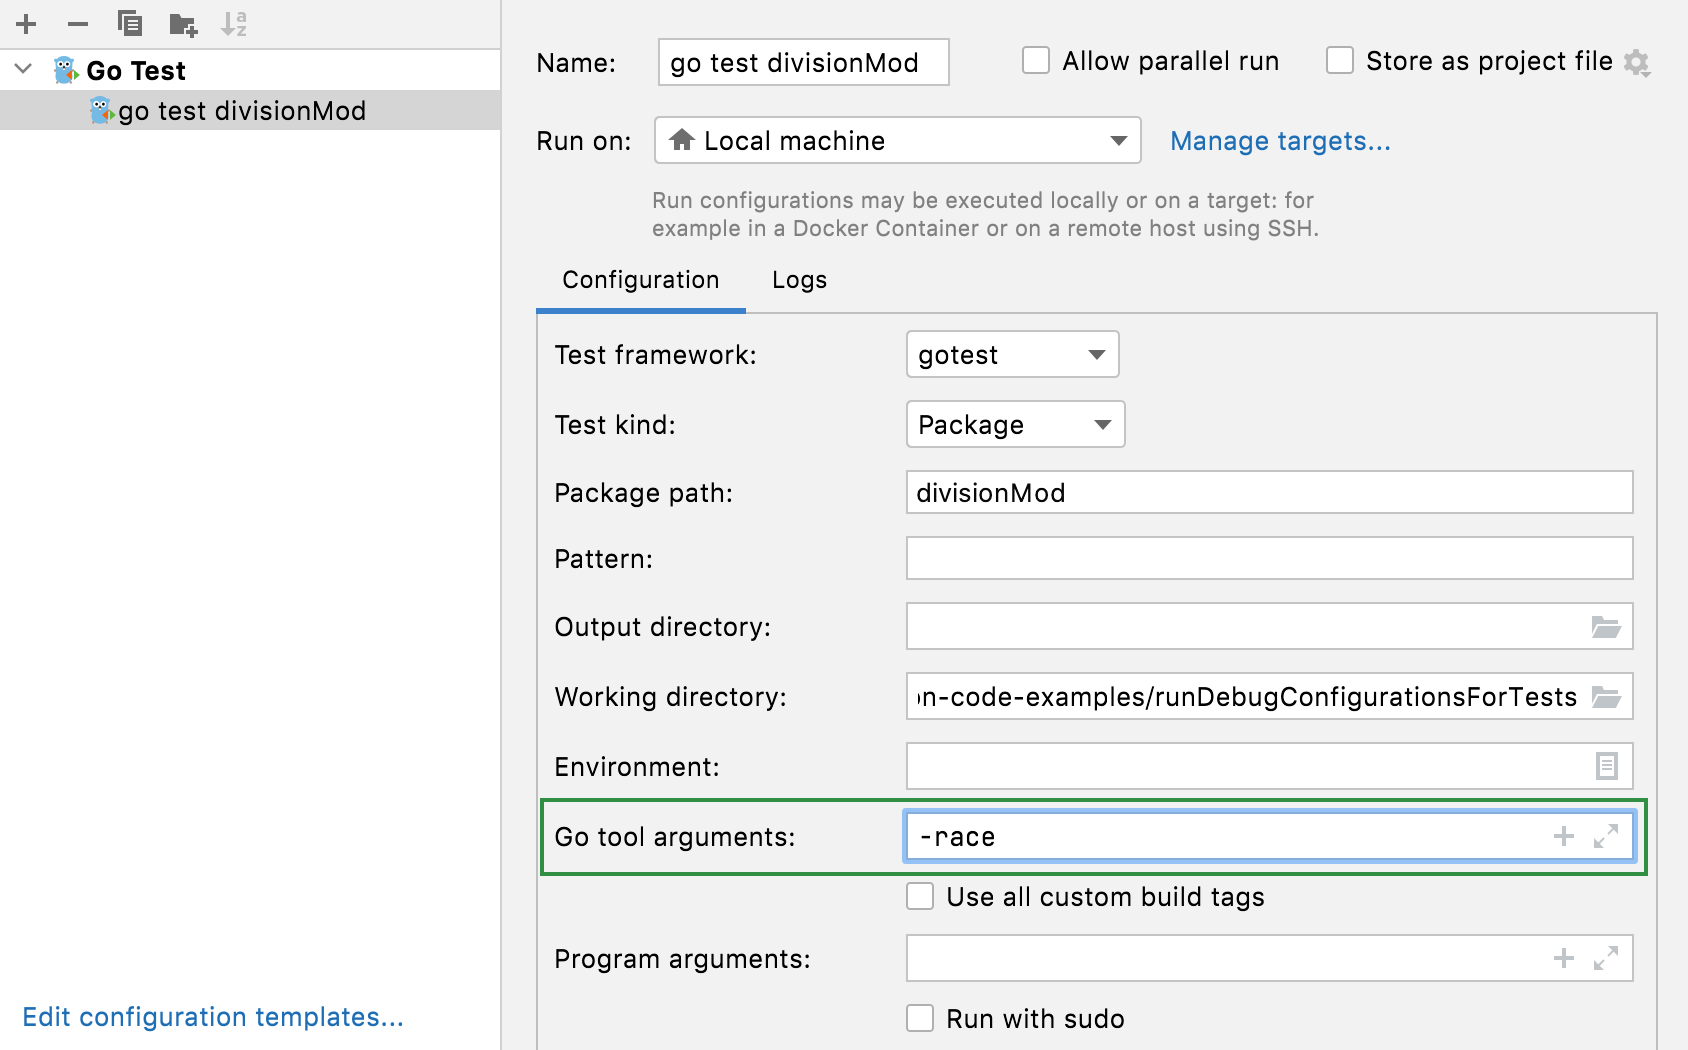 Go Test
go test divisionMod
Edit configuration templates...
Name: go test divisionMod Allow parallel run Store as project file
Run on: Local machine Manage targets...
Run configurations may be executed locally or on a target: for
example in a Docker Container or on a remote host using SSH.
Configuration Logs
Test framework: gotest
Test kind: Package
Package path: divisionMod
Pattern:
Output directory:
Working directory: n-code-examples/runDebugConfigurationsForTests
Environment:
Go tool arguments: -race
Use all custom build tags
Program arguments:
Run with sudo